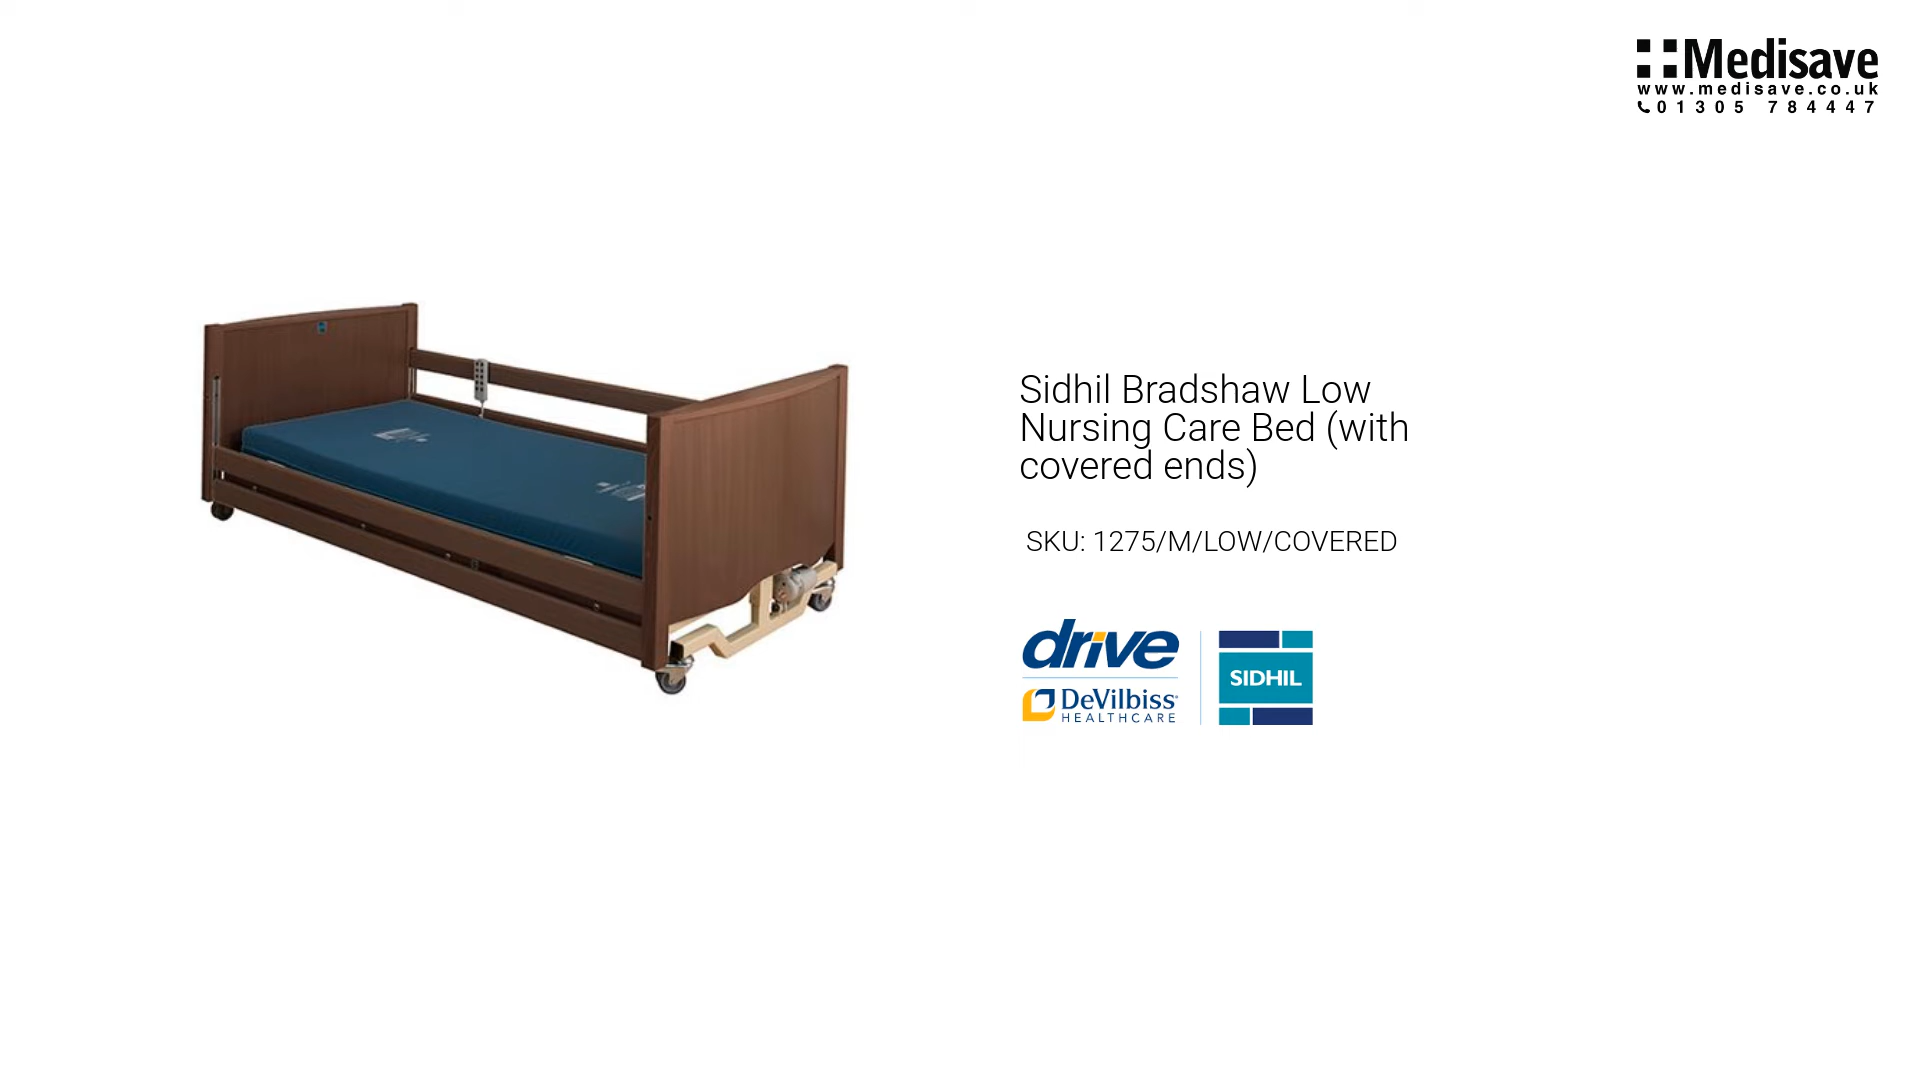 Medisave
www.medisave.co.uk
01305 784447
Sidhil Bradshaw Low
Nursing Care Bed (with
covered ends)
SKU: 1275/M/LOW/COVERED
drive
DeVilbiss
HEALTHCARE
SIDHIL